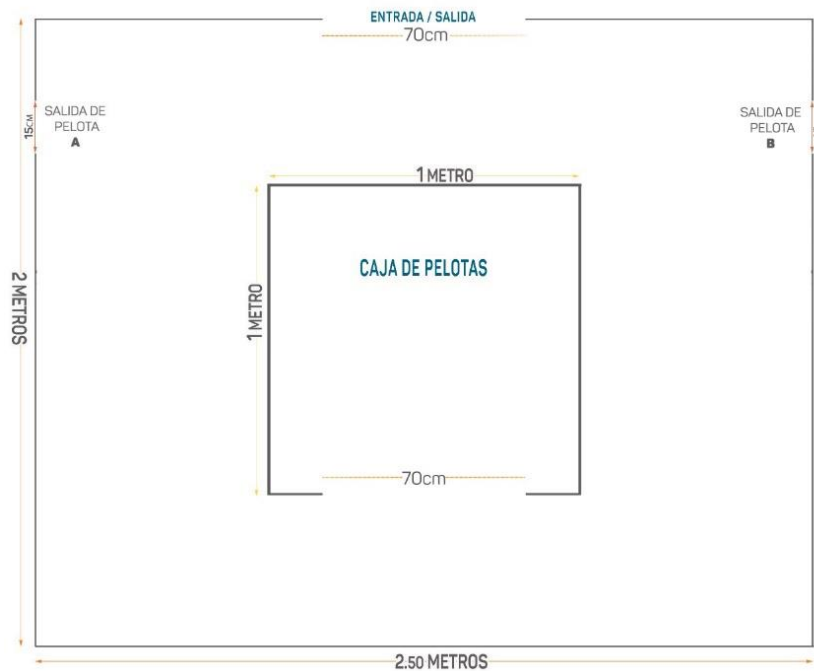 ENTRADA / SALIDA
70cm
SALIDA DE
PELOTA
A
15CM
SALIDA DE
PELOTA
B
1 METRO
CAJA DE PELOTAS
1 METRO
2 METROS
70cm
2.50 METROS